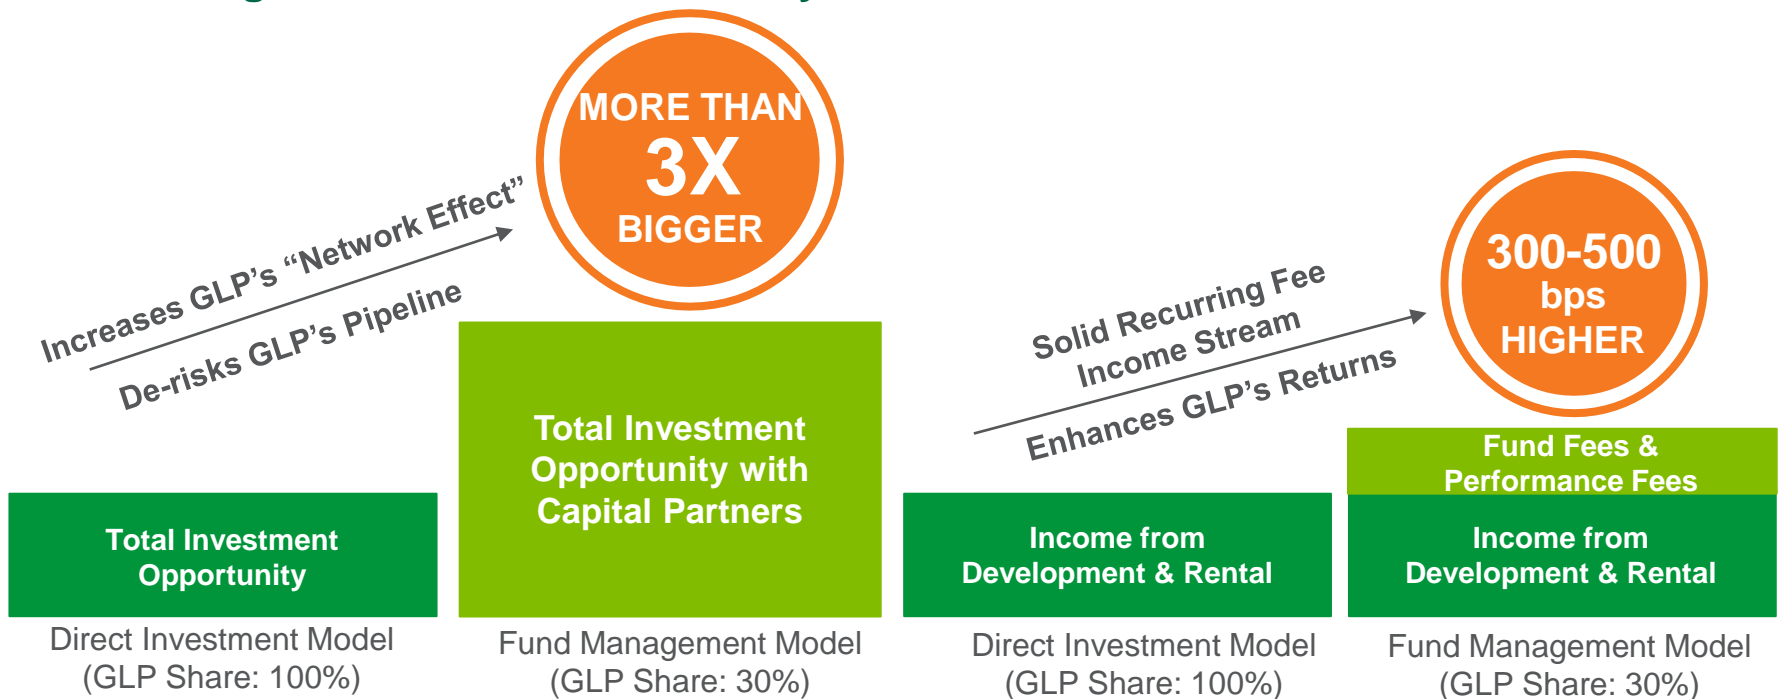 MORE THAN
3X
BIGGER
Increases GLP’s “Network Effect”
De-risks GLP’s Pipeline
Total Investment
Opportunity with
Capital Partners
Total Investment
Opportunity
Direct Investment Model
(GLP Share: 100%)
Fund Management Model
(GLP Share: 30%)
300-500
bps
HIGHER
Solid Recurring Fee
Income Stream
Enhances GLP’s Returns
Fund Fees &
Performance Fees
Income from
Development & Rental
Income from
Development & Rental
Direct Investment Model
(GLP Share: 100%)
Fund Management Model
(GLP Share: 30%)